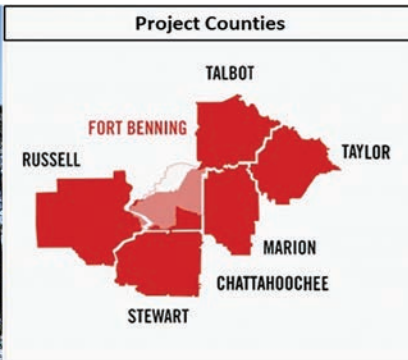 Project Counties
TALBOT
FORT BENNING
TAYLOR
RUSSELL
MARION
CHATTAHOOCHEE
STEWART